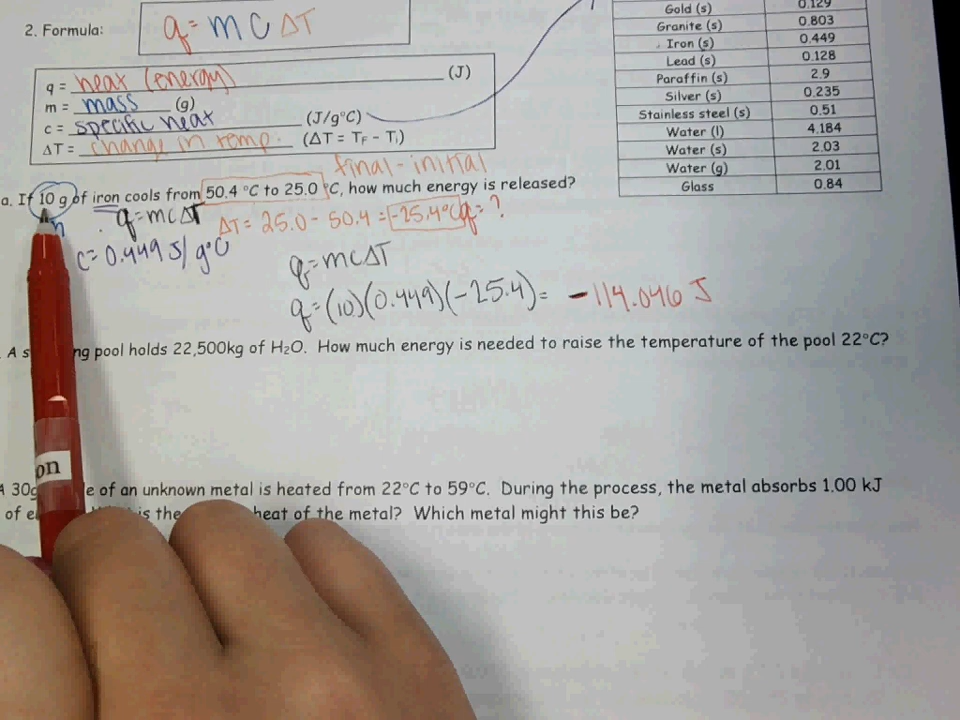 2. Formula: q = mCΔT
q = heat (energy) (J)
m = mass (g)
c = specific heat (J/g°C)
ΔT = change in temp. (ΔT = TF - Ti)
final - initial
Gold (s) 0.129
Granite (s) 0.803
Iron (s) 0.449
Lead (s) 0.128
Paraffin (s) 2.9
Silver (s) 0.235
Stainless steel (s) 0.51
Water (l) 4.184
Water (s) 2.03
Water (g) 2.01
Glass 0.84
a. If 10 g of iron cools from 50.4 °C to 25.0 °C, how much energy is released?
q=mcΔT ΔT= 25.0 - 50.4 = -25.4°C q= ?
c= 0.449 J/g°C
q=mcΔT
q=(10)(0.449)(-25.4)= -114.046 J
A s ng pool holds 22,500kg of H2O. How much energy is needed to raise the temperature of the pool 22°C?
A 30g e of an unknown metal is heated from 22°C to 59°C. During the process, the metal absorbs 1.00 kJ
of e is the heat of the metal? Which metal might this be?
on